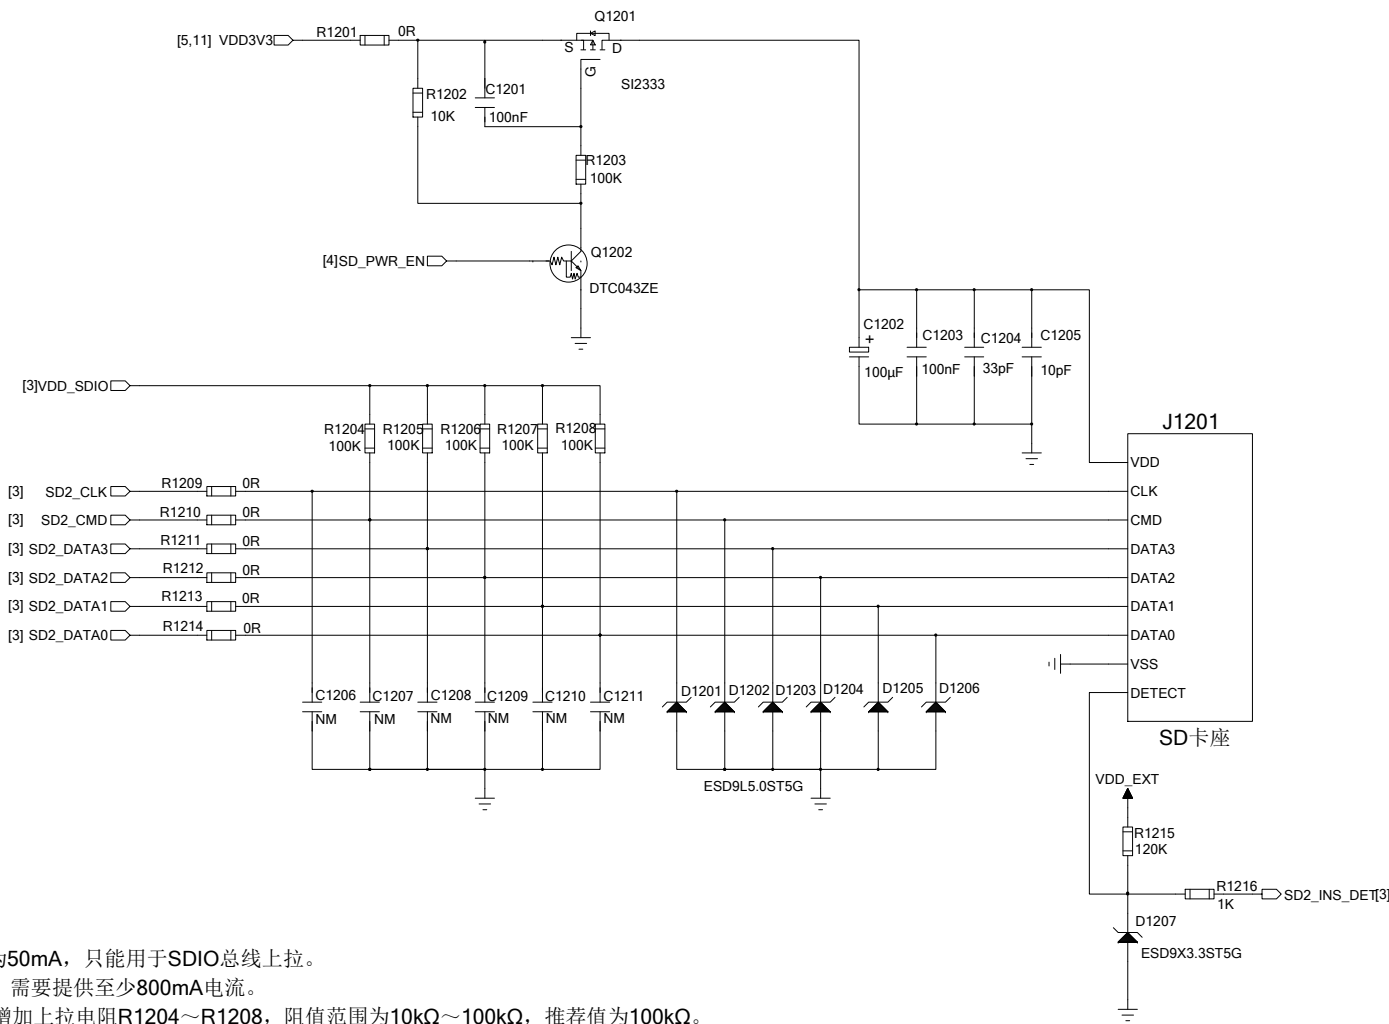 Q1201
[5,11] VDD3V3
R1201
0R
S
D
G
SI2333
R1202
10K
C1201
100nF
R1203
100K
[4]SD_PWR_EN
Q1202
DTC043ZE
C1202
+
100μF
C1203
100nF
C1204
33pF
C1205
10pF
[3]VDD_SDIO
R1204
100K
R1205
100K
R1206
100K
R1207
100K
R1208
100K
J1201
VDD
CLK
CMD
DATA3
DATA2
DATA1
DATA0
VSS
DETECT
SD卡座
[3] SD2_CLK
R1209
0R
[3] SD2_CMD
R1210
0R
[3] SD2_DATA3
R1211
0R
[3] SD2_DATA2
R1212
0R
[3] SD2_DATA1
R1213
0R
[3] SD2_DATA0
R1214
0R
C1206
NM
C1207
NM
C1208
NM
C1209
NM
C1210
NM
C1211
NM
D1201
D1202
D1203
D1204
D1205
D1206
ESD9L5.0ST5G
VDD_EXT
R1215
120K
R1216
1K
SD2_INS_DET[3]
D1207
ESD9X3.3ST5G
为50mA，只能用于SDIO总线上拉。
需要提供至少800mA电流。
增加上拉电阻R1204～R1208，阻值范围为10kΩ～100kΩ，推荐值为100kΩ。